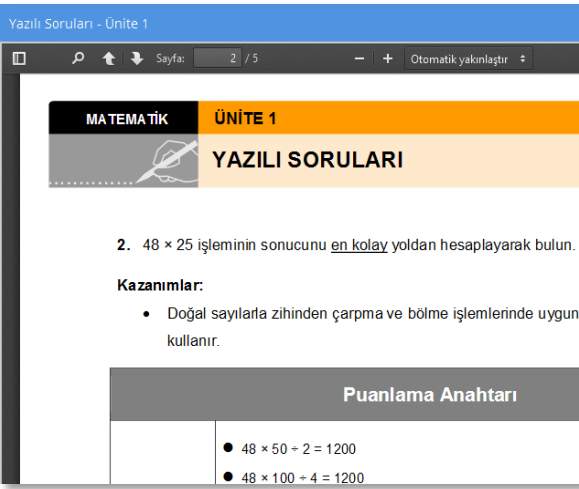 Yazılı Soruları - Ünite 1
Sayfa: 2 / 5 Otomatik yakınlaştır
MATEMATİK ÜNİTE 1
YAZILI SORULARI
2. 48 × 25 işleminin sonucunu en kolay yoldan hesaplayarak bulun.
Kazanımlar:
• Doğal sayılarla zihinden çarpma ve bölme işlemlerinde uygun
kullanır.
Puanlama Anahtarı
● 48 × 50 ÷ 2 = 1200
● 48 × 100 ÷ 4 = 1200